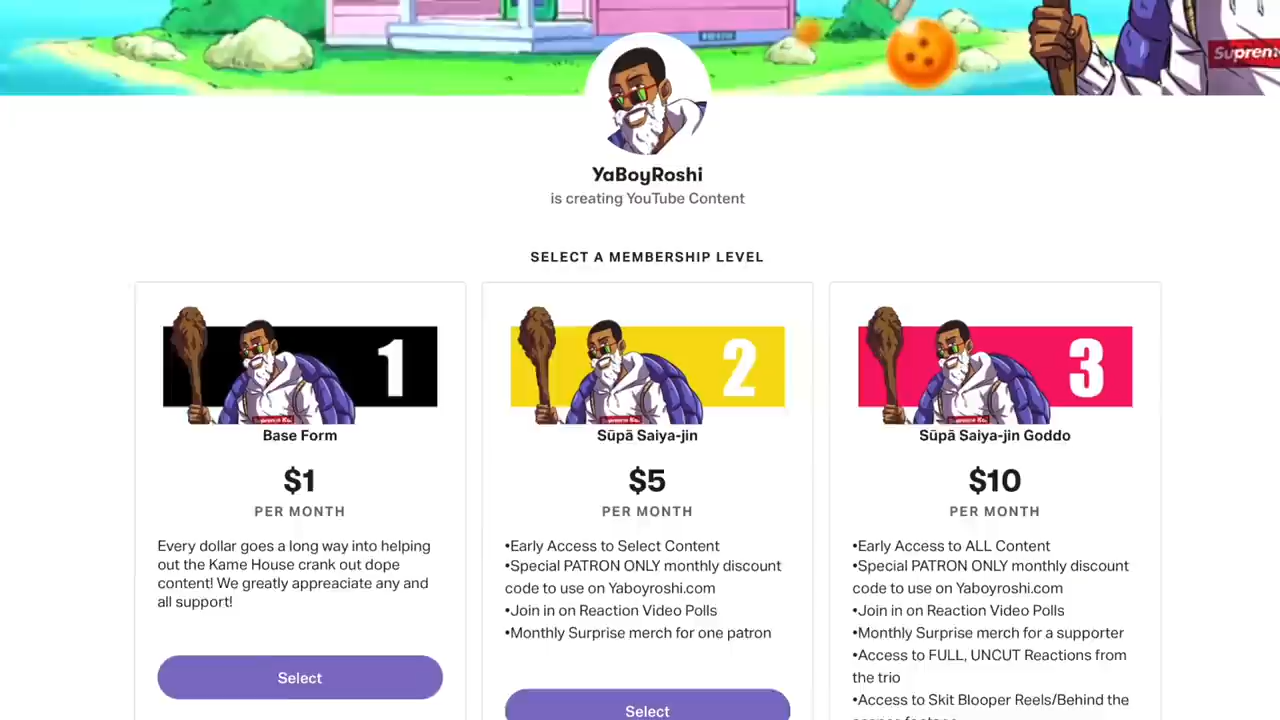 Suprem
YaBoyRoshi
is creating YouTube Content
SELECT A MEMBERSHIP LEVEL
1
2
3
Base Form
Sūpā Saiya-jin
Sūpā Saiya-jin Goddo
$1
PER MONTH
Every dollar goes a long way into helping
out the Kame House crank out dope
content! We greatly appreaciate any and
all support!
Select
$5
PER MONTH
•Early Access to Select Content
•Special PATRON ONLY monthly discount
code to use on Yaboyroshi.com
•Join in on Reaction Video Polls
•Monthly Surprise merch for one patron
Select
$10
PER MONTH
•Early Access to ALL Content
•Special PATRON ONLY monthly discount
code to use on Yaboyroshi.com
•Join in on Reaction Video Polls
•Monthly Surprise merch for a supporter
•Access to FULL, UNCUT Reactions from
the trio
•Access to Skit Blooper Reels/Behind the